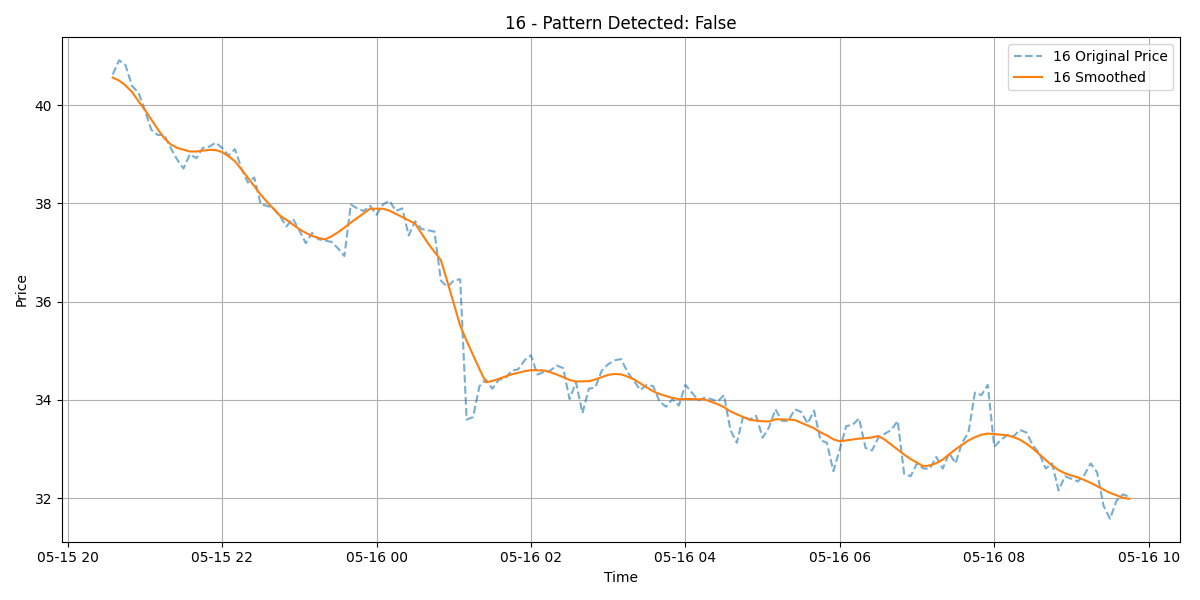 16 - Pattern Detected: False
16 Original Price
16 Smoothed
Price
40
38
36
34
32
05-15 20
05-15 22
05-16 00
05-16 02
05-16 04
05-16 06
05-16 08
05-16 10
Time